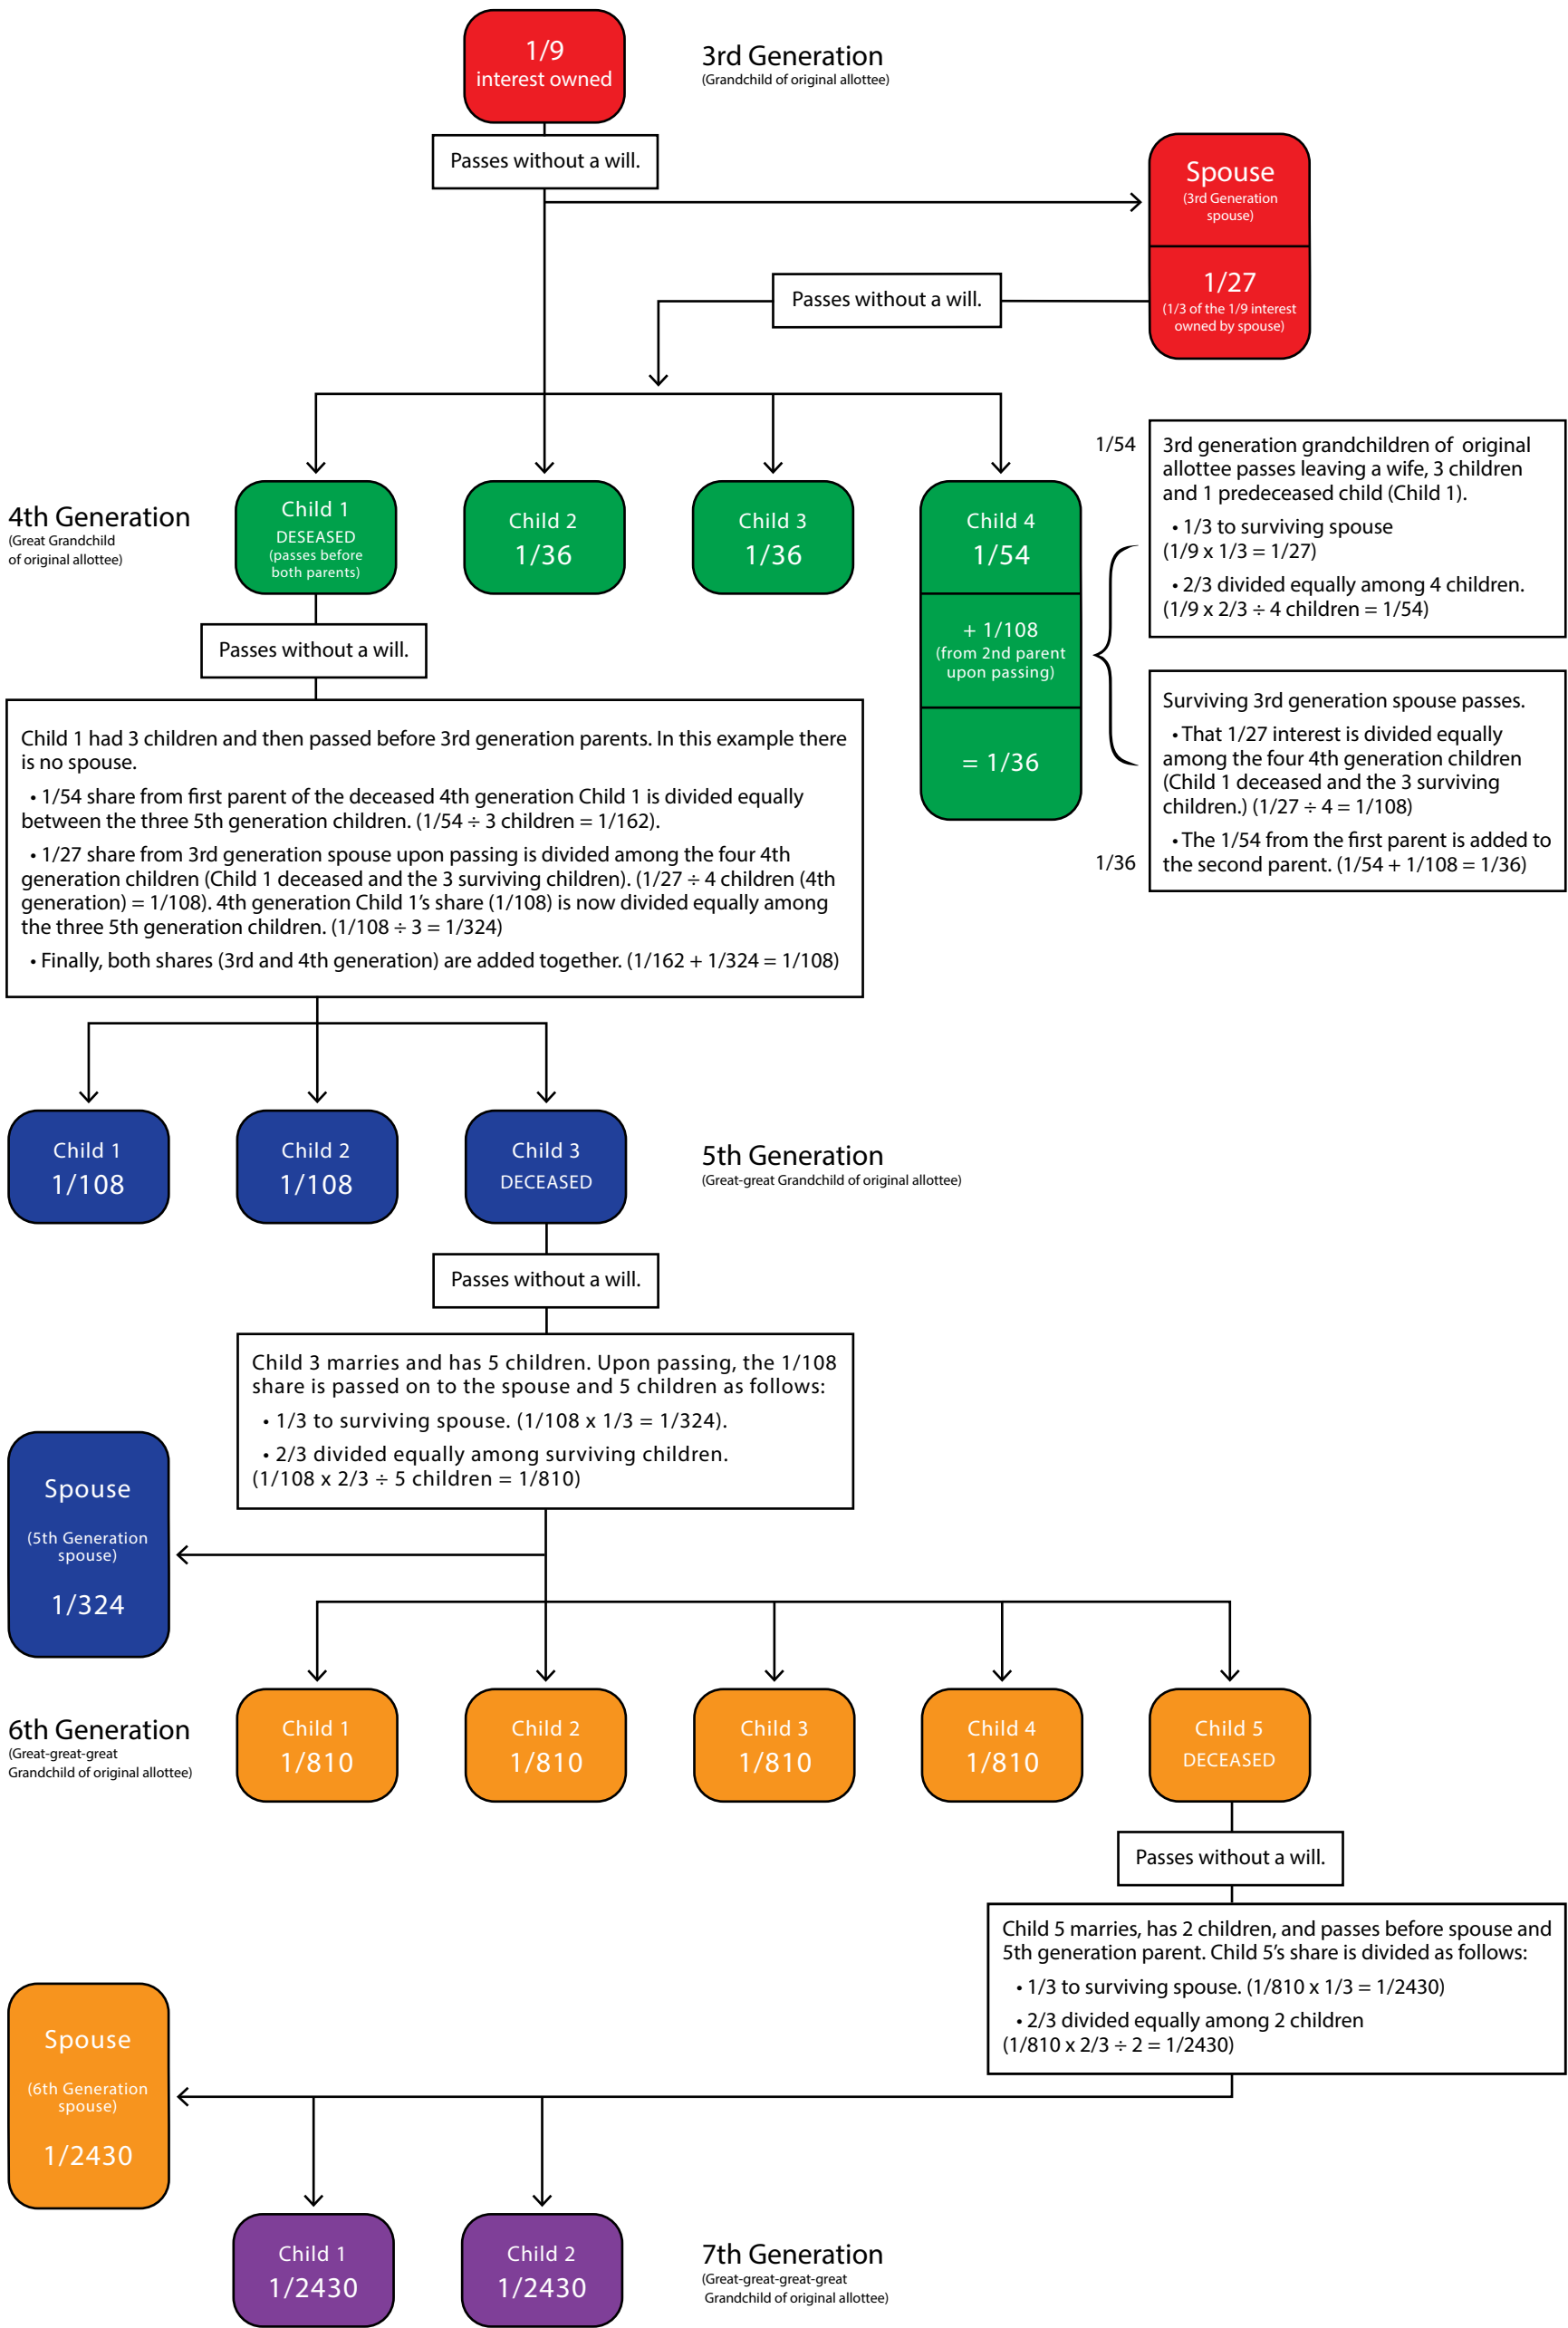 1/9
interest owned
3rd Generation
(Grandchild of original allottee)
Passes without a will.
Spouse
(3rd Generation
spouse)
1/27
(1/3 of the 1/9 interest
owned by spouse)
Passes without a will.
4th Generation
(Great Grandchild
of original allottee)
Child 1
DESEASED
(passes before
both parents)
Child 2
1/36
Child 3
1/36
Child 4
1/54
+ 1/108
(from 2nd parent
upon passing)
= 1/36
1/54
3rd generation grandchildren of original
allottee passes leaving a wife, 3 children
and 1 predeceased child (Child 1).
• 1/3 to surviving spouse
(1/9 x 1/3 = 1/27)
• 2/3 divided equally among 4 children.
(1/9 x 2/3 ÷ 4 children = 1/54)
Surviving 3rd generation spouse passes.
• That 1/27 interest is divided equally
among the four 4th generation children
(Child 1 deceased and the 3 surviving
children.) (1/27 ÷ 4 = 1/108)
• The 1/54 from the first parent is added to
the second parent. (1/54 + 1/108 = 1/36)
1/36
Passes without a will.
Child 1 had 3 children and then passed before 3rd generation parents. In this example there
is no spouse.
• 1/54 share from first parent of the deceased 4th generation Child 1 is divided equally
between the three 5th generation children. (1/54 ÷ 3 children = 1/162).
• 1/27 share from 3rd generation spouse upon passing is divided among the four 4th
generation children (Child 1 deceased and the 3 surviving children). (1/27 ÷ 4 children (4th
generation) = 1/108). 4th generation Child 1’s share (1/108) is now divided equally among
the three 5th generation children. (1/108 ÷ 3 = 1/324)
• Finally, both shares (3rd and 4th generation) are added together. (1/162 + 1/324 = 1/108)
Child 1
1/108
Child 2
1/108
Child 3
DECEASED
5th Generation
(Great-great Grandchild of original allottee)
Passes without a will.
Child 3 marries and has 5 children. Upon passing, the 1/108
share is passed on to the spouse and 5 children as follows:
• 1/3 to surviving spouse. (1/108 x 1/3 = 1/324).
• 2/3 divided equally among surviving children.
(1/108 x 2/3 ÷ 5 children = 1/810)
Spouse
(5th Generation
spouse)
1/324
6th Generation
(Great-great-great
Grandchild of original allottee)
Child 1
1/810
Child 2
1/810
Child 3
1/810
Child 4
1/810
Child 5
DECEASED
Passes without a will.
Child 5 marries, has 2 children, and passes before spouse and
5th generation parent. Child 5’s share is divided as follows:
• 1/3 to surviving spouse. (1/810 x 1/3 = 1/2430)
• 2/3 divided equally among 2 children
(1/810 x 2/3 ÷ 2 = 1/2430)
Spouse
(6th Generation
spouse)
1/2430
Child 1
1/2430
Child 2
1/2430
7th Generation
(Great-great-great-great
Grandchild of original allottee)